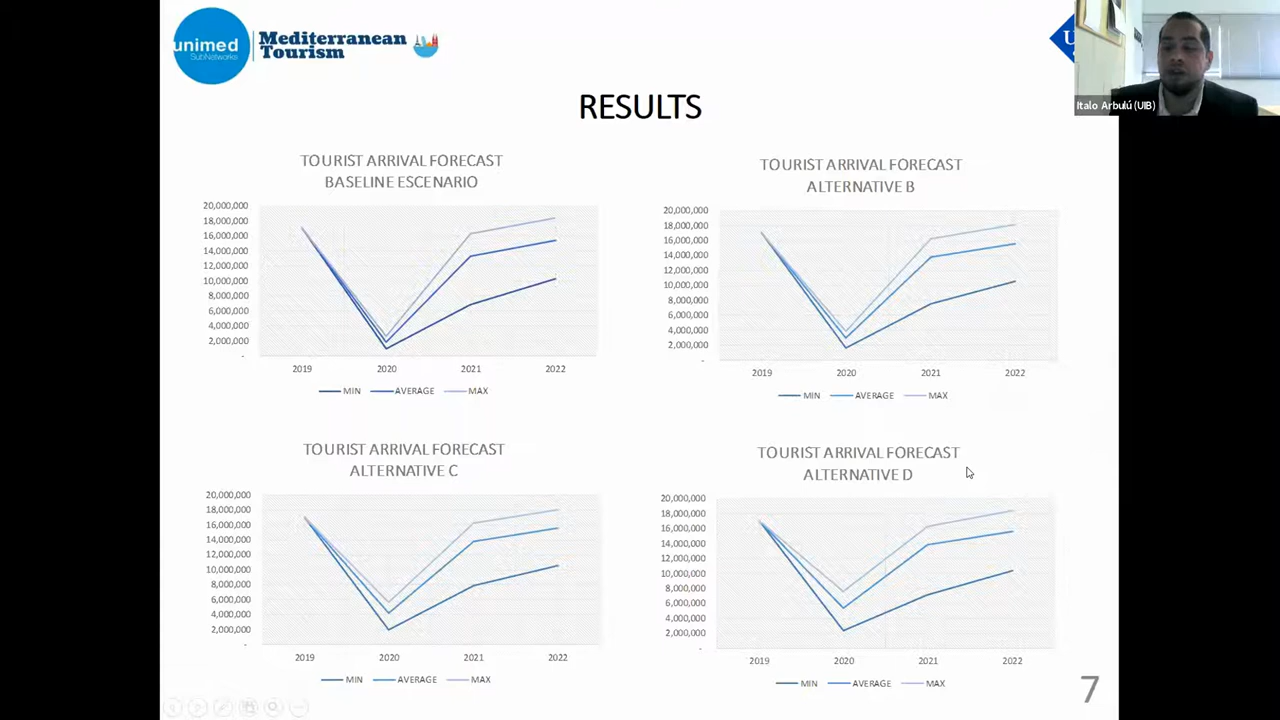 unimed
SubNetworks
Mediterranean
Tourism
U
Italo Arbulú (UIB)
RESULTS
TOURIST ARRIVAL FORECAST
BASELINE ESCENARIO
20,000,000
18,000,000
16,000,000
14,000,000
12,000,000
10,000,000
8,000,000
6,000,000
4,000,000
2,000,000
-
2019 2020 2021 2022
MIN AVERAGE MAX
TOURIST ARRIVAL FORECAST
ALTERNATIVE B
20,000,000
18,000,000
16,000,000
14,000,000
12,000,000
10,000,000
8,000,000
6,000,000
4,000,000
2,000,000
-
2019 2020 2021 2022
MIN AVERAGE MAX
TOURIST ARRIVAL FORECAST
ALTERNATIVE C
20,000,000
18,000,000
16,000,000
14,000,000
12,000,000
10,000,000
8,000,000
6,000,000
4,000,000
2,000,000
-
2019 2020 2021 2022
MIN AVERAGE MAX
TOURIST ARRIVAL FORECAST
ALTERNATIVE D
20,000,000
18,000,000
16,000,000
14,000,000
12,000,000
10,000,000
8,000,000
6,000,000
4,000,000
2,000,000
-
2019 2020 2021 2022
MIN AVERAGE MAX
7